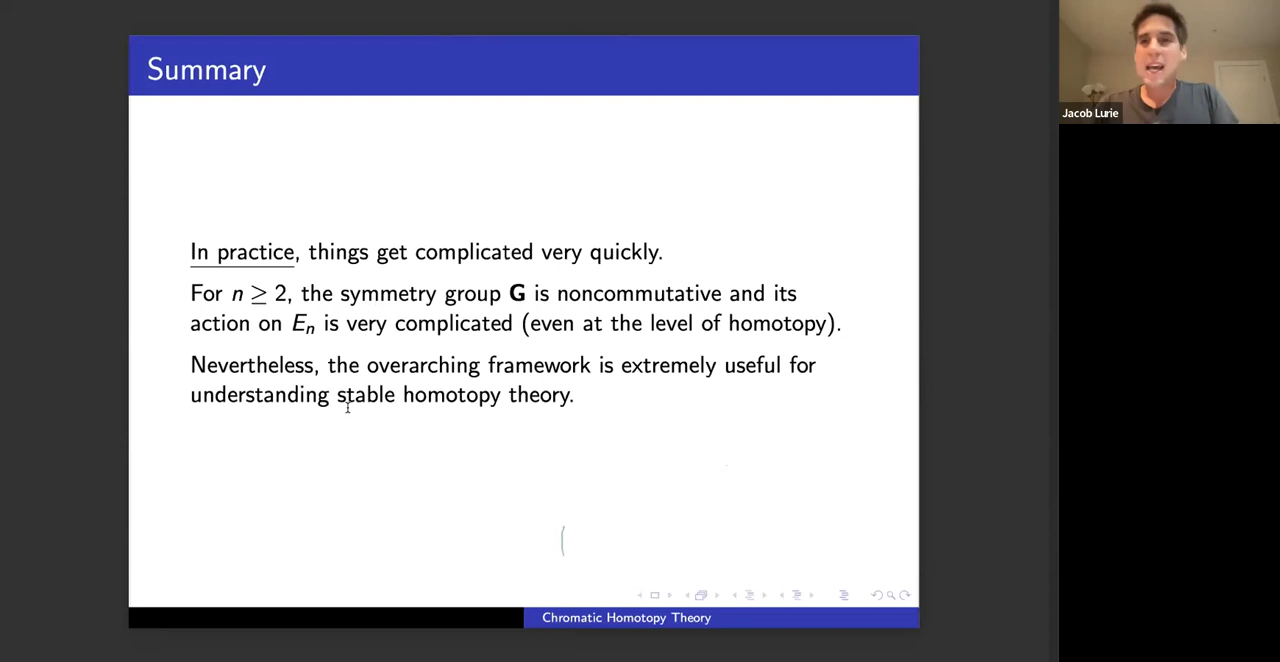 Summary
Jacob Lurie
In practice, things get complicated very quickly.
For n ≥ 2, the symmetry group G is noncommutative and its
action on Eₙ is very complicated (even at the level of homotopy).
Nevertheless, the overarching framework is extremely useful for
understanding stable homotopy theory.
Chromatic Homotopy Theory